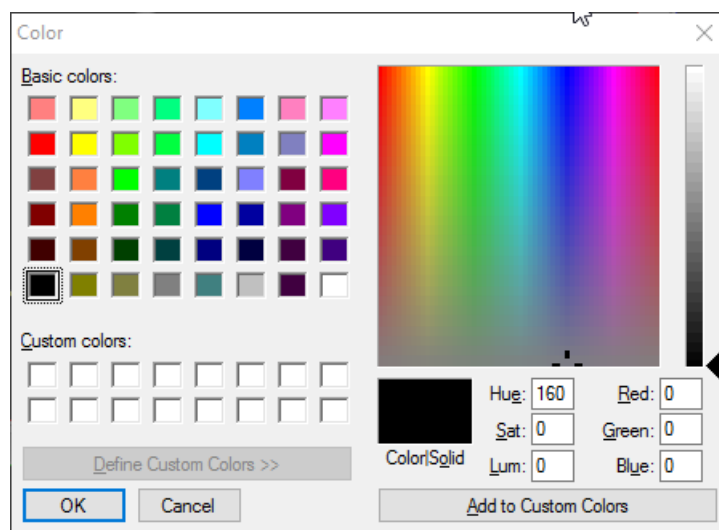 Color
Basic colors:
Custom colors:
Define Custom Colors >>
OK
Cancel
Color|Solid
Hue: 160
Sat: 0
Lum: 0
Red: 0
Green: 0
Blue: 0
Add to Custom Colors